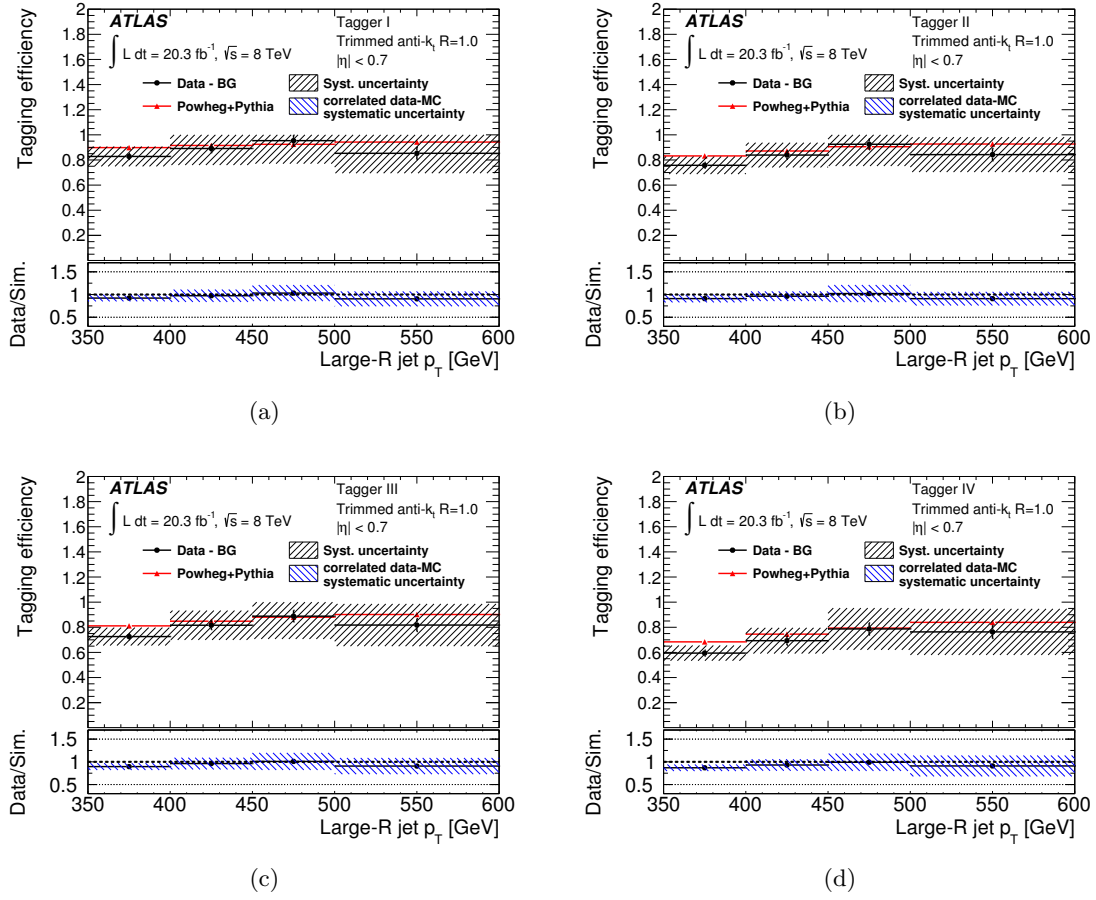 ATLAS
∫ L dt = 20.3 fb⁻¹, √s = 8 TeV
Tagger I
Trimmed anti-kₜ R=1.0
|η| < 0.7
Data - BG
Powheg+Pythia
Syst. uncertainty
correlated data-MC
systematic uncertainty
Tagging efficiency
2
1.8
1.6
1.4
1.2
1
0.8
0.6
0.4
0.2
Data/Sim.
1.5
1
0.5
350 400 450 500 550 600
Large-R jet p_T [GeV]
(a)
ATLAS
∫ L dt = 20.3 fb⁻¹, √s = 8 TeV
Tagger II
Trimmed anti-kₜ R=1.0
|η| < 0.7
Data - BG
Powheg+Pythia
Syst. uncertainty
correlated data-MC
systematic uncertainty
Tagging efficiency
2
1.8
1.6
1.4
1.2
1
0.8
0.6
0.4
0.2
Data/Sim.
1.5
1
0.5
350 400 450 500 550 600
Large-R jet p_T [GeV]
(b)
ATLAS
∫ L dt = 20.3 fb⁻¹, √s = 8 TeV
Tagger III
Trimmed anti-kₜ R=1.0
|η| < 0.7
Data - BG
Powheg+Pythia
Syst. uncertainty
correlated data-MC
systematic uncertainty
Tagging efficiency
2
1.8
1.6
1.4
1.2
1
0.8
0.6
0.4
0.2
Data/Sim.
1.5
1
0.5
350 400 450 500 550 600
Large-R jet p_T [GeV]
(c)
ATLAS
∫ L dt = 20.3 fb⁻¹, √s = 8 TeV
Tagger IV
Trimmed anti-kₜ R=1.0
|η| < 0.7
Data - BG
Powheg+Pythia
Syst. uncertainty
correlated data-MC
systematic uncertainty
Tagging efficiency
2
1.8
1.6
1.4
1.2
1
0.8
0.6
0.4
0.2
Data/Sim.
1.5
1
0.5
350 400 450 500 550 600
Large-R jet p_T [GeV]
(d)